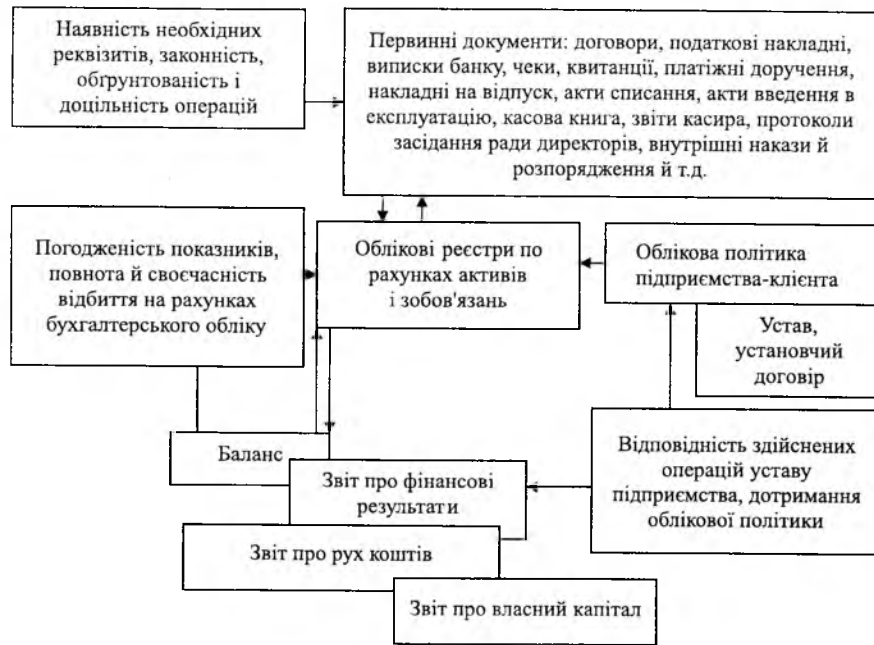 Наявність необхідних
реквізитів, законність,
обґрунтованість і
доцільність операцій
Первинні документи: договори, податкові накладні,
виписки банку, чеки, квитанції, платіжні доручення,
накладні на відпуск, акти списання, акти введення в
експлуатацію, касова книга, звіти касира, протоколи
засідання ради директорів, внутрішні накази й
розпорядження й т.д.
Погодженість показників,
повнота й своєчасність
відбиття на рахунках
бухгалтерського обліку
Облікові реєстри по
рахунках активів
і зобов'язань
Облікова політика
підприємства-клієнта
Устав,
установчий
договір
Баланс
Звіт про фінансові
результати
Звіт про рух коштів
Звіт про власний капітал
Відповідність здійснених
операцій уставу
підприємства, дотримання
облікової політики